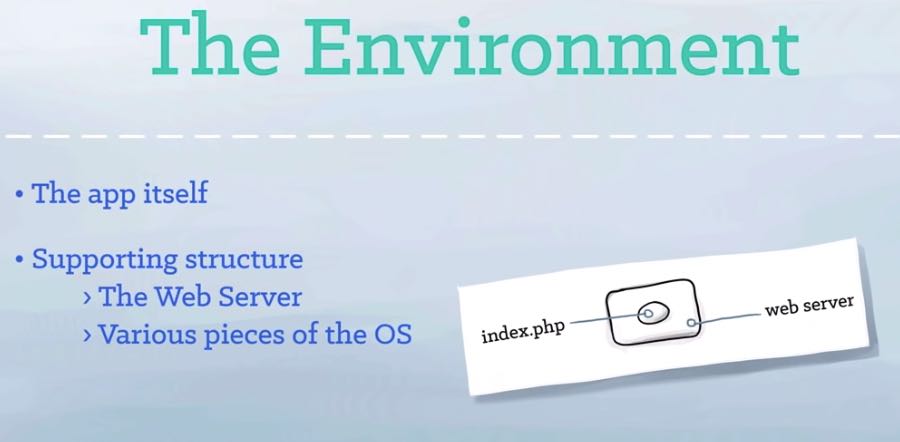 The Environment
• The app itself
• Supporting structure
› The Web Server
› Various pieces of the OS
index.php
web server